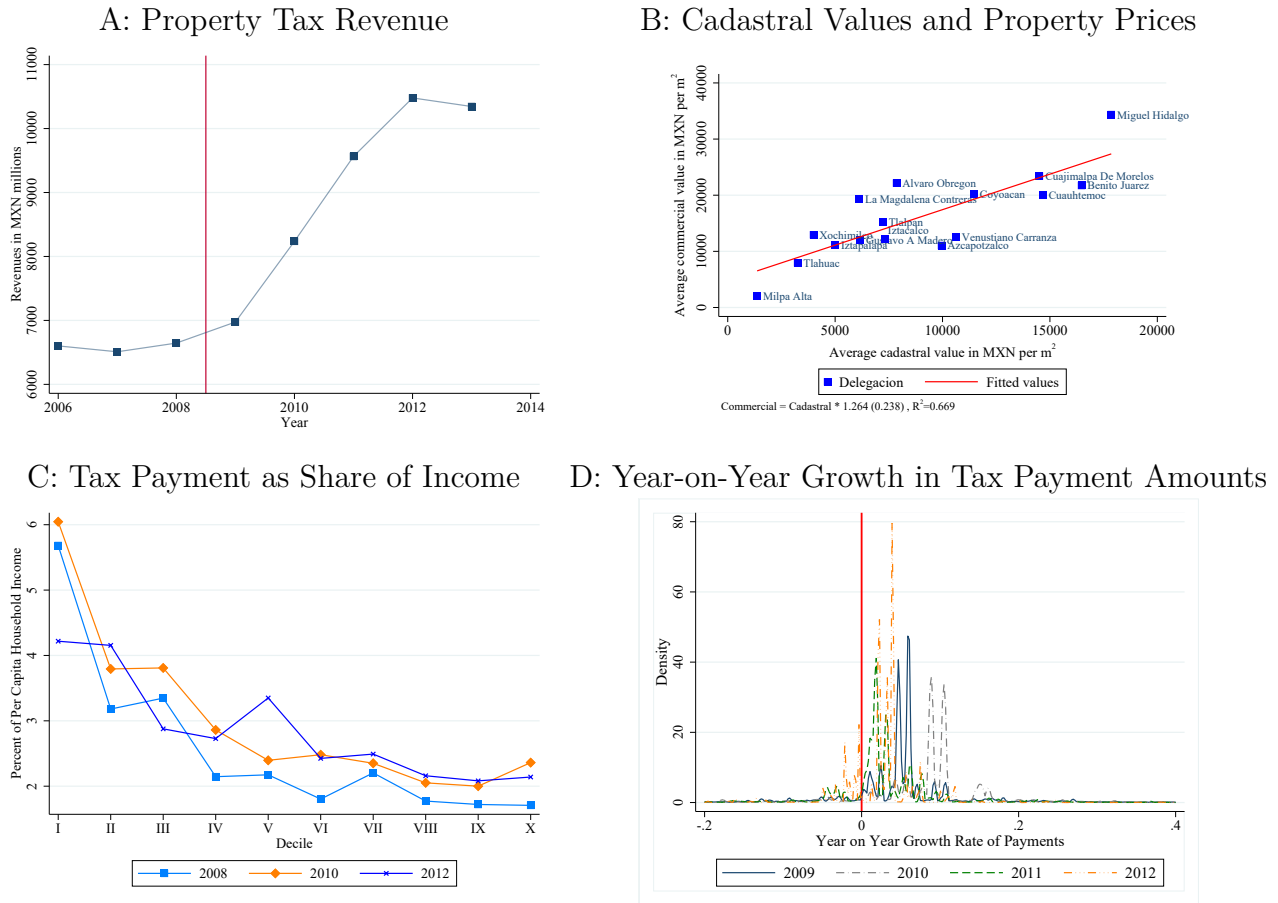 A: Property Tax Revenue
Revenues in MXN millions
11000
10000
9000
8000
7000
6000
2006
2008
2010
2012
2014
Year
B: Cadastral Values and Property Prices
Average commercial value in MXN per m²
40000
30000
20000
10000
0
Miguel Hidalgo
Cuajimalpa De Morelos
Alvaro Obregon
Benito Juarez
La Magdalena Contreras
Coyoacan
Cuauhtemoc
Tlalpan
Iztacalco
Xochimilco
Gustavo A Madero
Venustiano Carranza
Iztapalapa
Azcapotzalco
Tlahuac
Milpa Alta
0
5000
10000
15000
20000
Average cadastral value in MXN per m²
Delegacion
Fitted values
Commercial = Cadastral * 1.264 (0.238) , R²=0.669
C: Tax Payment as Share of Income
Percent of Per Capita Household Income
6
5
4
3
2
I
II
III
IV
V
VI
VII
VIII
IX
X
Decile
2008
2010
2012
D: Year-on-Year Growth in Tax Payment Amounts
Density
80
60
40
20
0
-.2
0
.2
.4
Year on Year Growth Rate of Payments
2009
2010
2011
2012